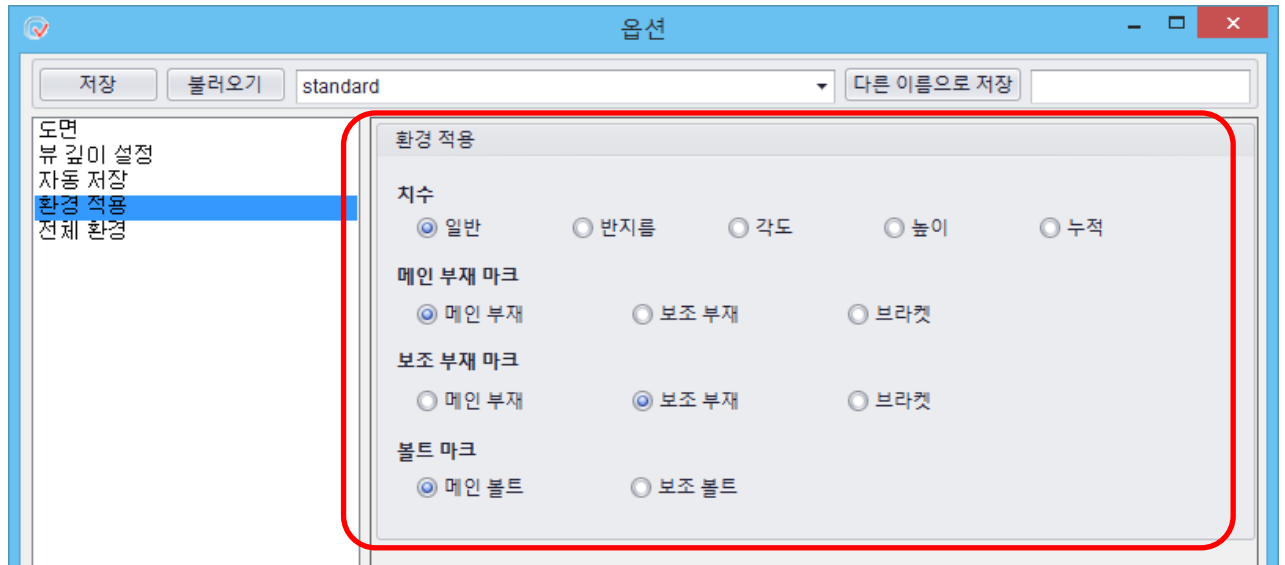 옵션
저장 불러오기 standard 다른 이름으로 저장
도면
뷰 깊이 설정
자동 저장
환경 적용
전체 환경
환경 적용
치수
일반 반지름 각도 높이 누적
메인 부재 마크
메인 부재 보조 부재 브라켓
보조 부재 마크
메인 부재 보조 부재 브라켓
볼트 마크
메인 볼트 보조 볼트